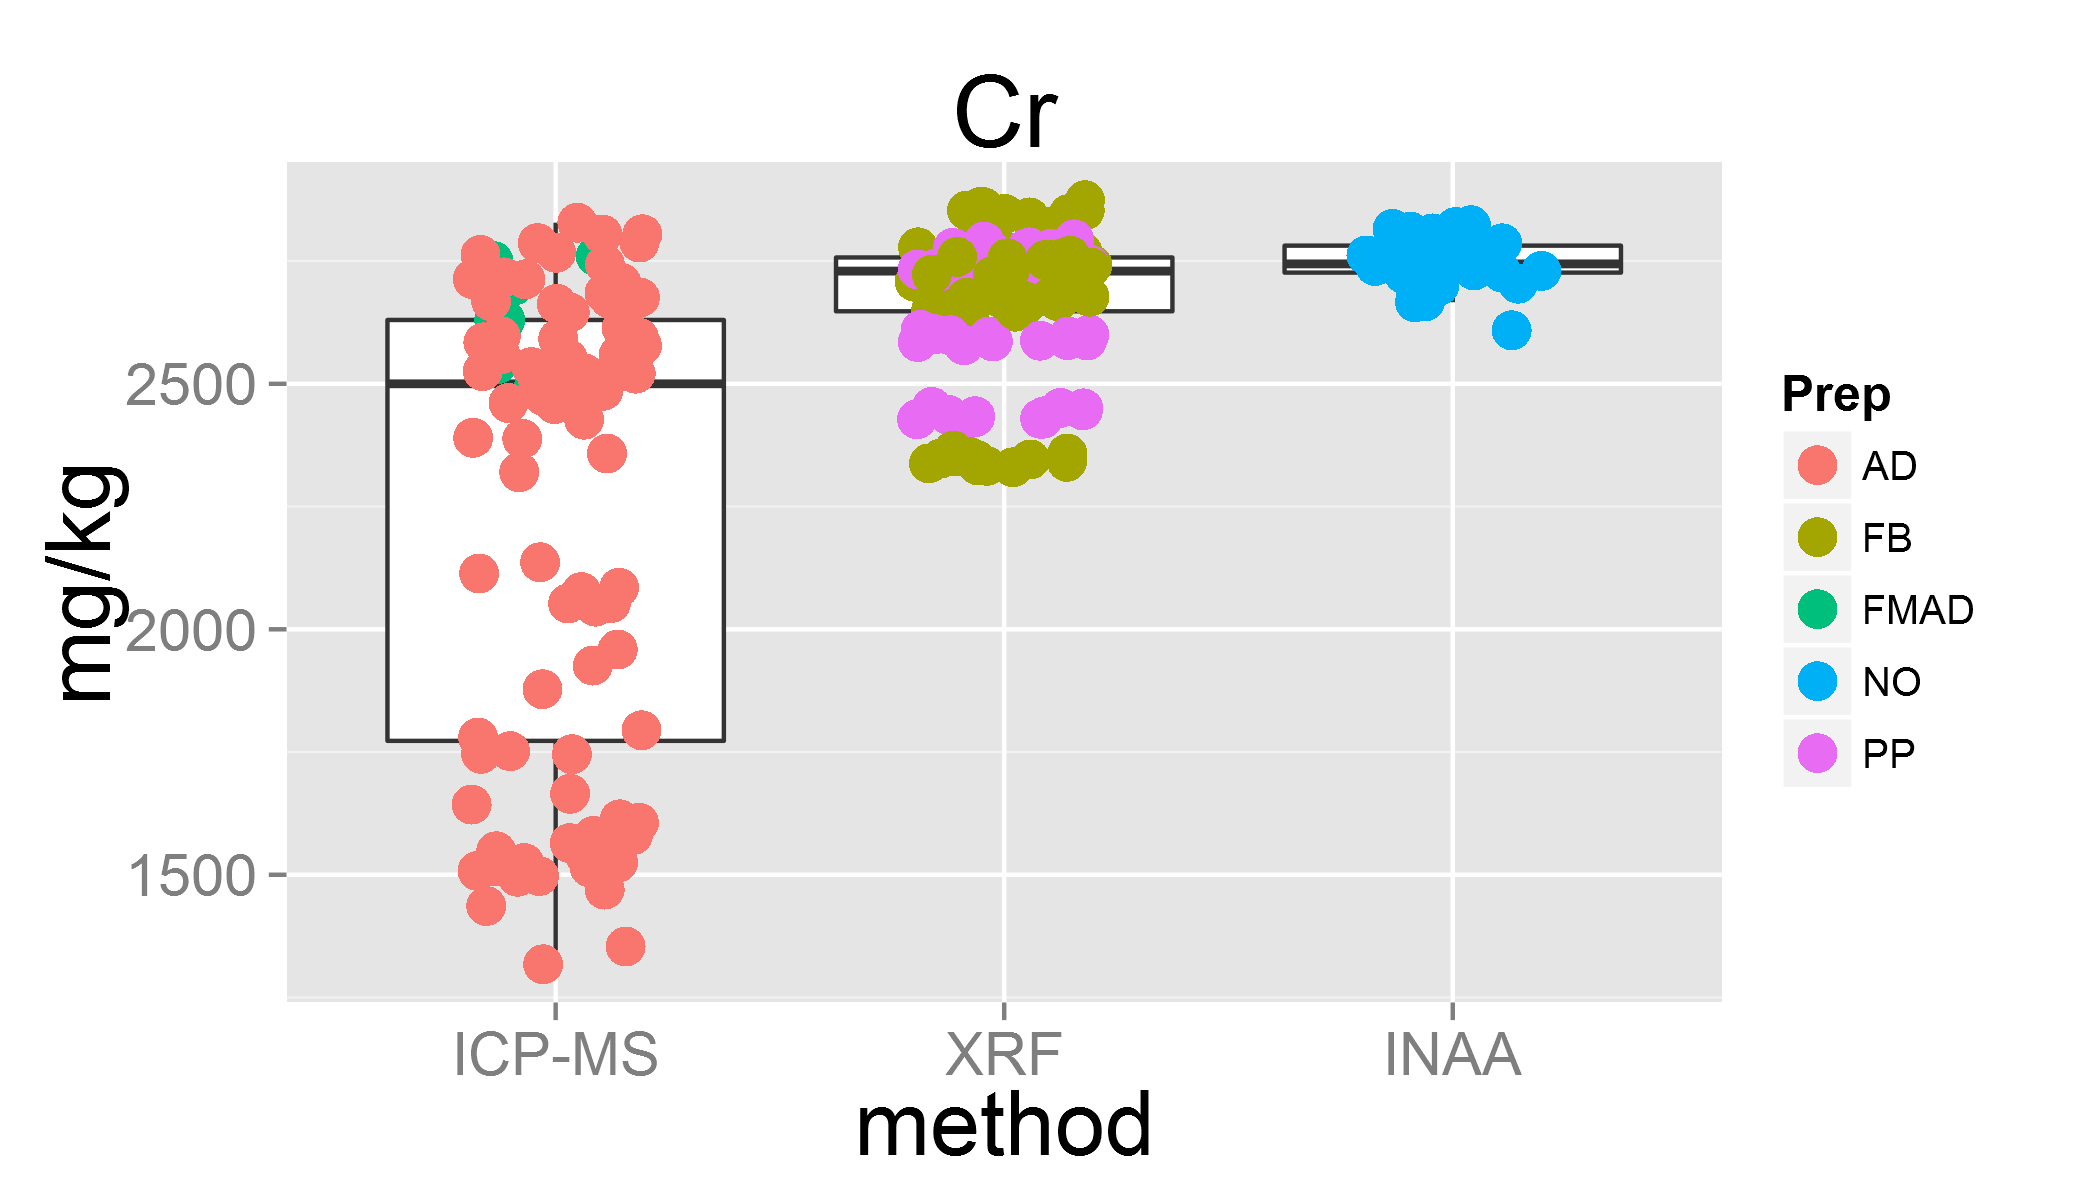 Cr
mg/kg
2500
2000
1500
ICP-MS
XRF
INAA
method
Prep
AD
FB
FMAD
NO
PP